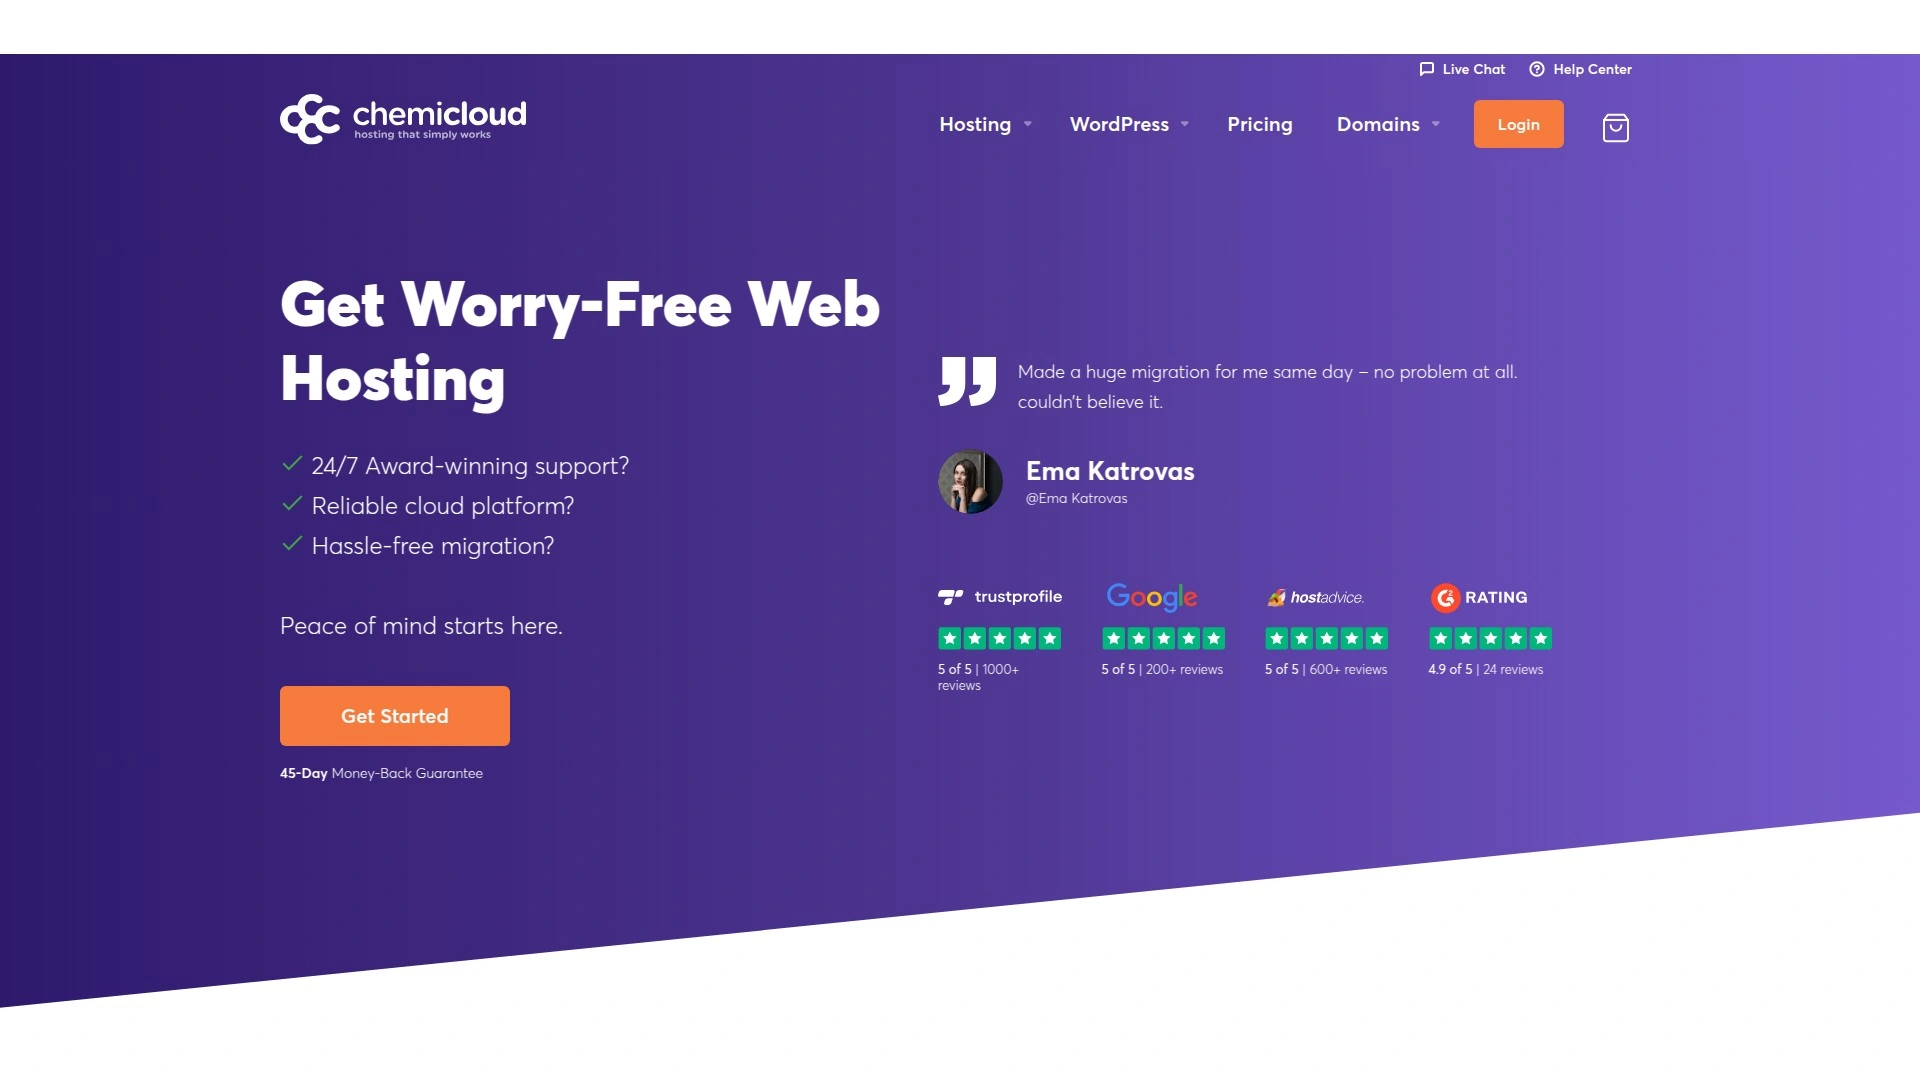 Live Chat
Help Center
chemicloud
hosting that simply works
Hosting
WordPress
Pricing
Domains
Login
Get Worry-Free Web
Hosting
24/7 Award-winning support?
Reliable cloud platform?
Hassle-free migration?
Peace of mind starts here.
Get Started
45-Day Money-Back Guarantee
Made a huge migration for me same day – no problem at all.
couldn't believe it.
Ema Katrovas
@Ema Katrovas
trustprofile
5 of 5 | 1000+
reviews
Google
5 of 5 | 200+ reviews
hostadvice.
5 of 5 | 600+ reviews
G2 RATING
4.9 of 5 | 24 reviews